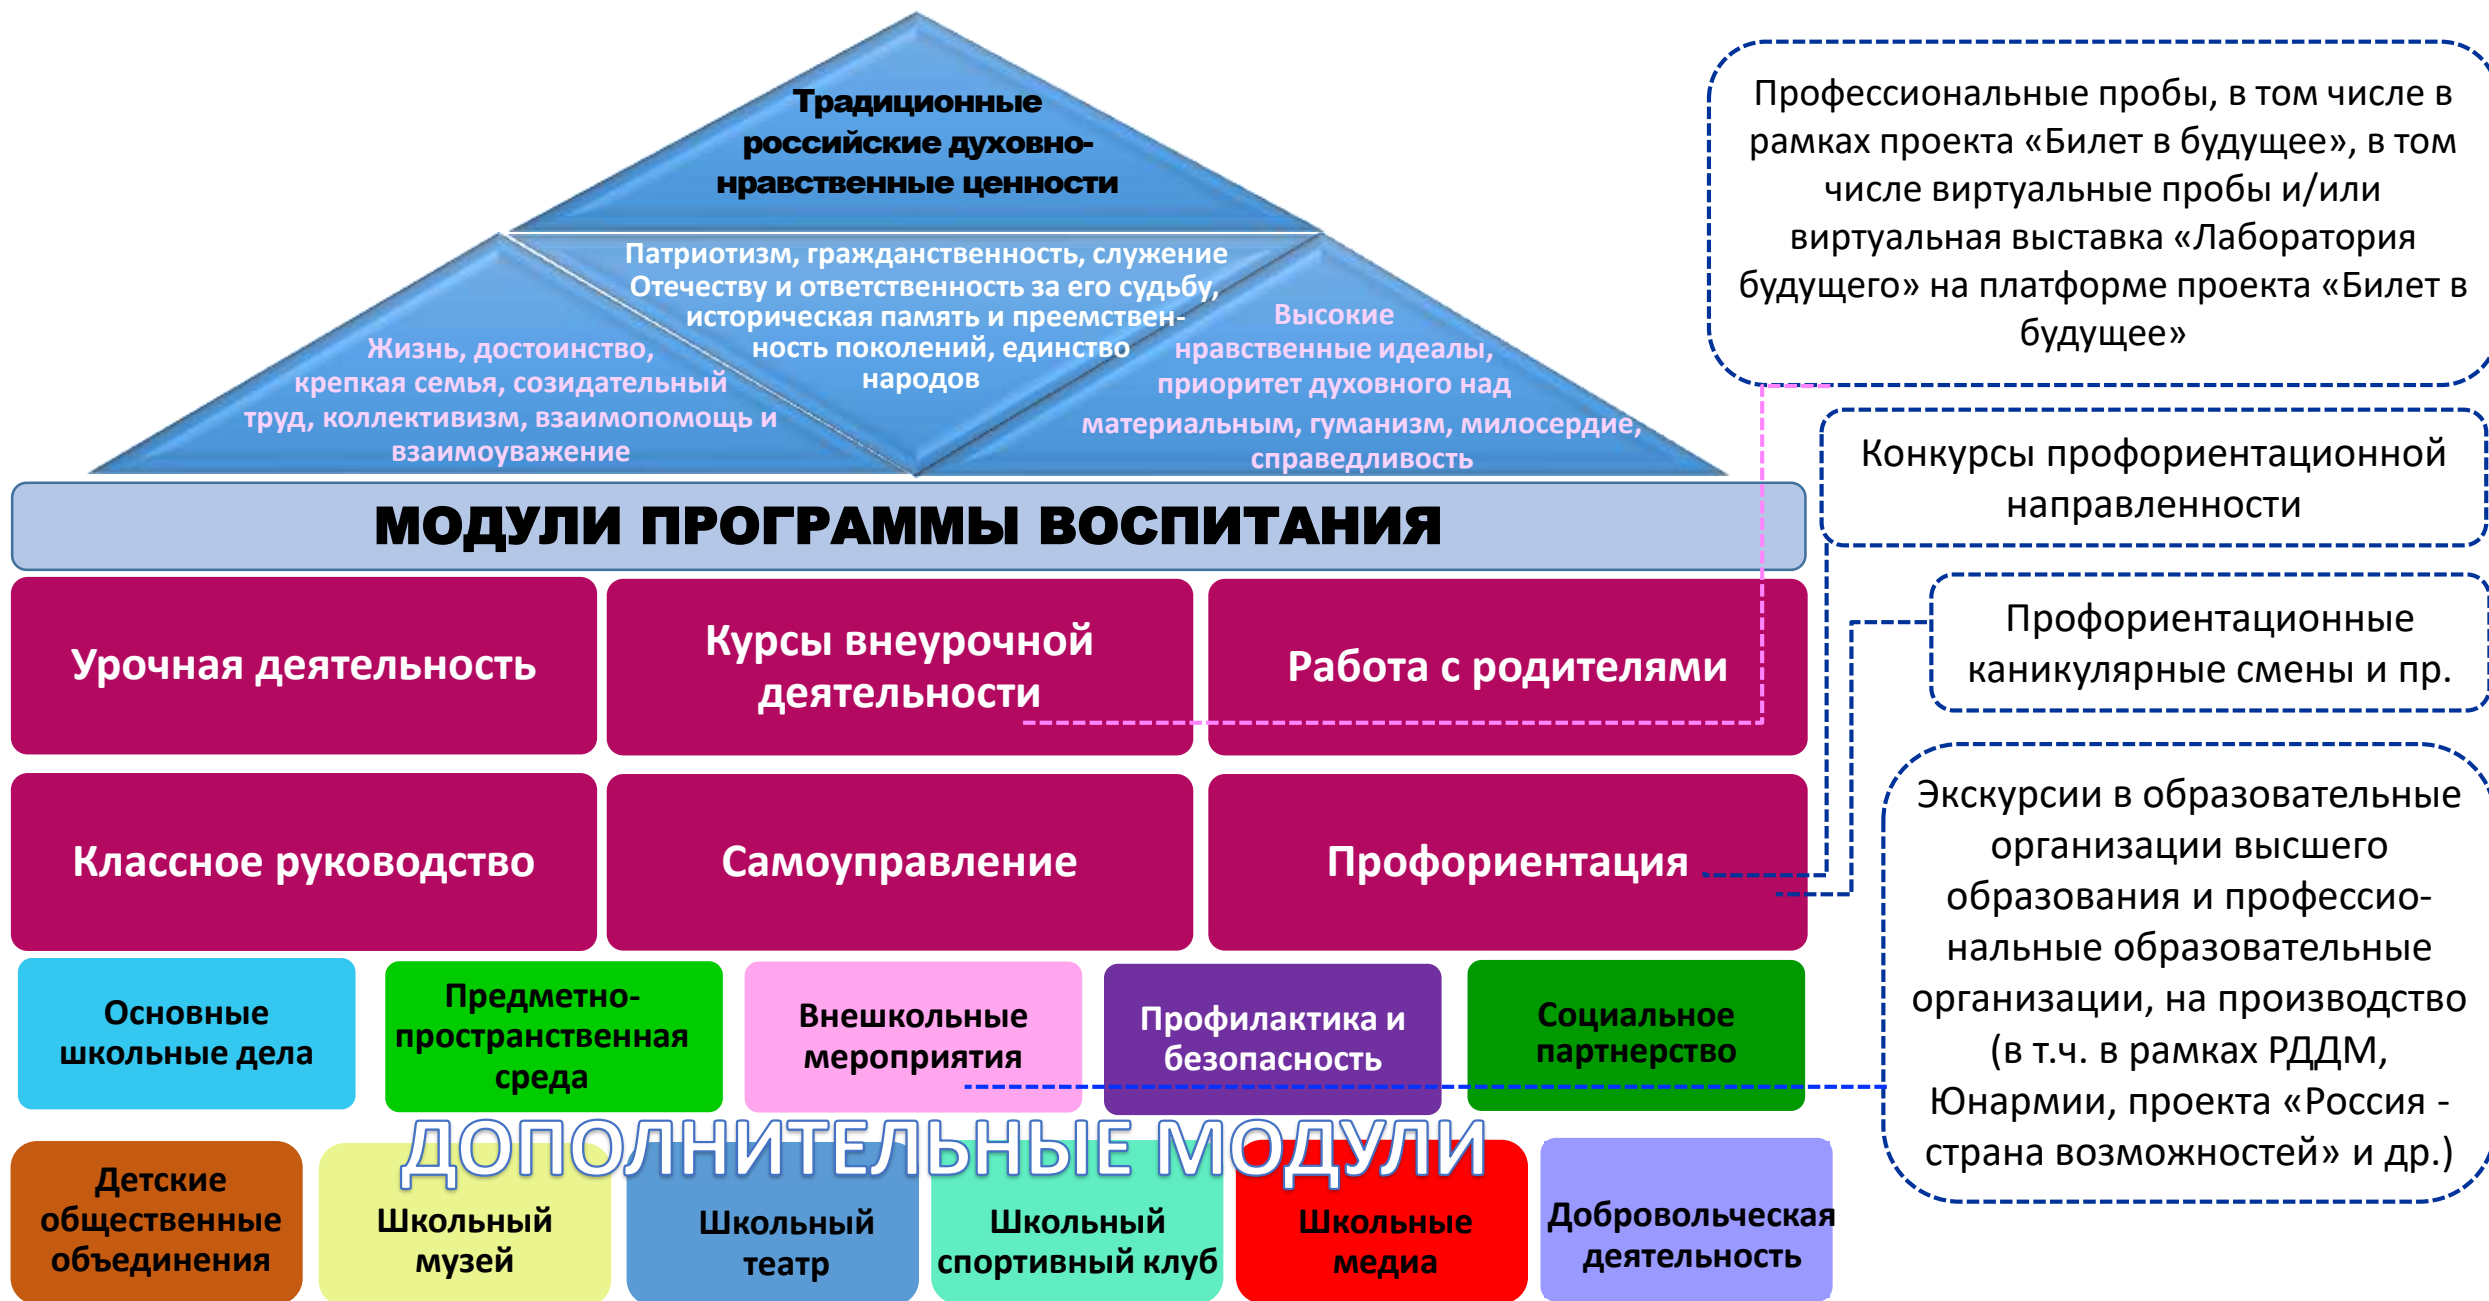 Традиционные
российские духовно-
нравственные ценности
Патриотизм, гражданственность, служение
Отечеству и ответственность за его судьбу,
историческая память и преемствен-
ность поколений, единство
народов
Жизнь, достоинство,
крепкая семья, созидательный
труд, коллективизм, взаимопомощь и
взаимоуважение
Высокие
нравственные идеалы,
приоритет духовного над
материальным, гуманизм, милосердие,
справедливость
МОДУЛИ ПРОГРАММЫ ВОСПИТАНИЯ
Урочная деятельность
Курсы внеурочной
деятельности
Работа с родителями
Классное руководство
Самоуправление
Профориентация
Основные
школьные дела
Предметно-
пространственная
среда
Внешкольные
мероприятия
Профилактика и
безопасность
Социальное
партнерство
ДОПОЛНИТЕЛЬНЫЕ МОДУЛИ
Детские
общественные
объединения
Школьный
музей
Школьный
театр
Школьный
спортивный клуб
Школьные
медиа
Добровольческая
деятельность
Профессиональные пробы, в том числе в
рамках проекта «Билет в будущее», в том
числе виртуальные пробы и/или
виртуальная выставка «Лаборатория
будущего» на платформе проекта «Билет в
будущее»
Конкурсы профориентационной
направленности
Профориентационные
каникулярные смены и пр.
Экскурсии в образовательные
организации высшего
образования и профессио-
нальные образовательные
организации, на производство
(в т.ч. в рамках РДДМ,
Юнармии, проекта «Россия -
страна возможностей» и др.)